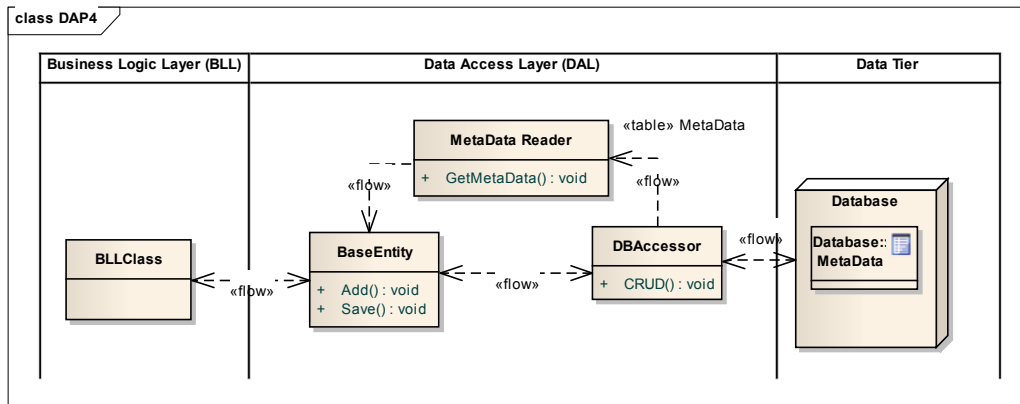 class DAP4
Business Logic Layer (BLL)
Data Access Layer (DAL)
Data Tier
MetaData Reader
+ GetMetaData() : void
«table» MetaData
«flow»
«flow»
BLLClass
«flow»
BaseEntity
+ Add() : void
+ Save() : void
«flow»
DBAccessor
+ CRUD() : void
«flow»
Database
Database::
MetaData